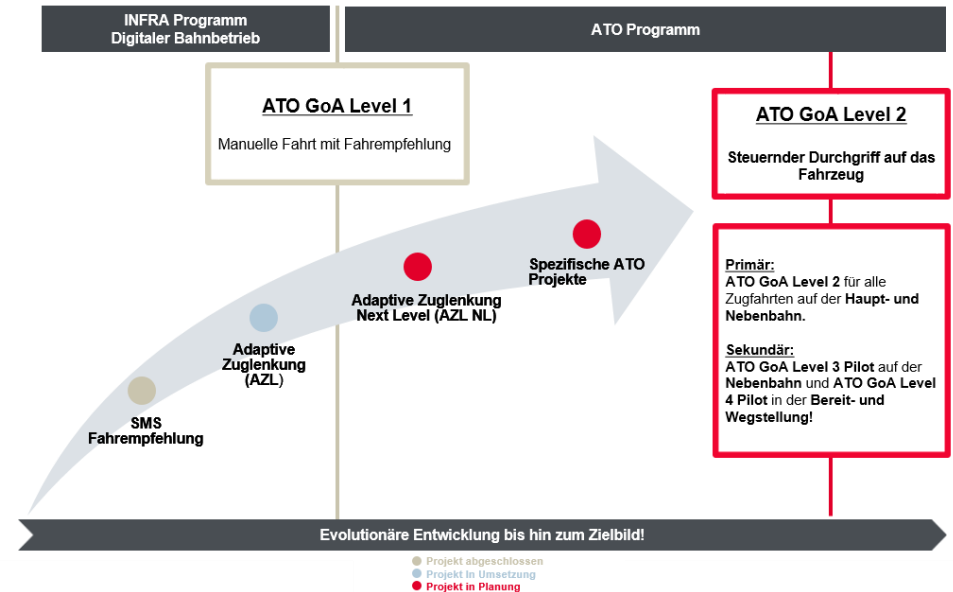 INFRA Programm
Digitaler Bahnbetrieb
ATO Programm
ATO GoA Level 1
Manuelle Fahrt mit Fahrempfehlung
ATO GoA Level 2
Steuernder Durchgriff auf das
Fahrzeug
Primär:
ATO GoA Level 2 für alle
Zugfahrten auf der Haupt- und
Nebenbahn.
Sekundär:
ATO GoA Level 3 Pilot auf der
Nebenbahn und ATO GoA Level
4 Pilot in der Bereit- und
Wegstellung!
Spezifische ATO
Projekte
Adaptive Zuglenkung
Next Level (AZL NL)
Adaptive
Zuglenkung
(AZL)
SMS
Fahrempfehlung
Evolutionäre Entwicklung bis hin zum Zielbild!
Projekt abgeschlossen
Projekt In Umsetzung
Projekt in Planung